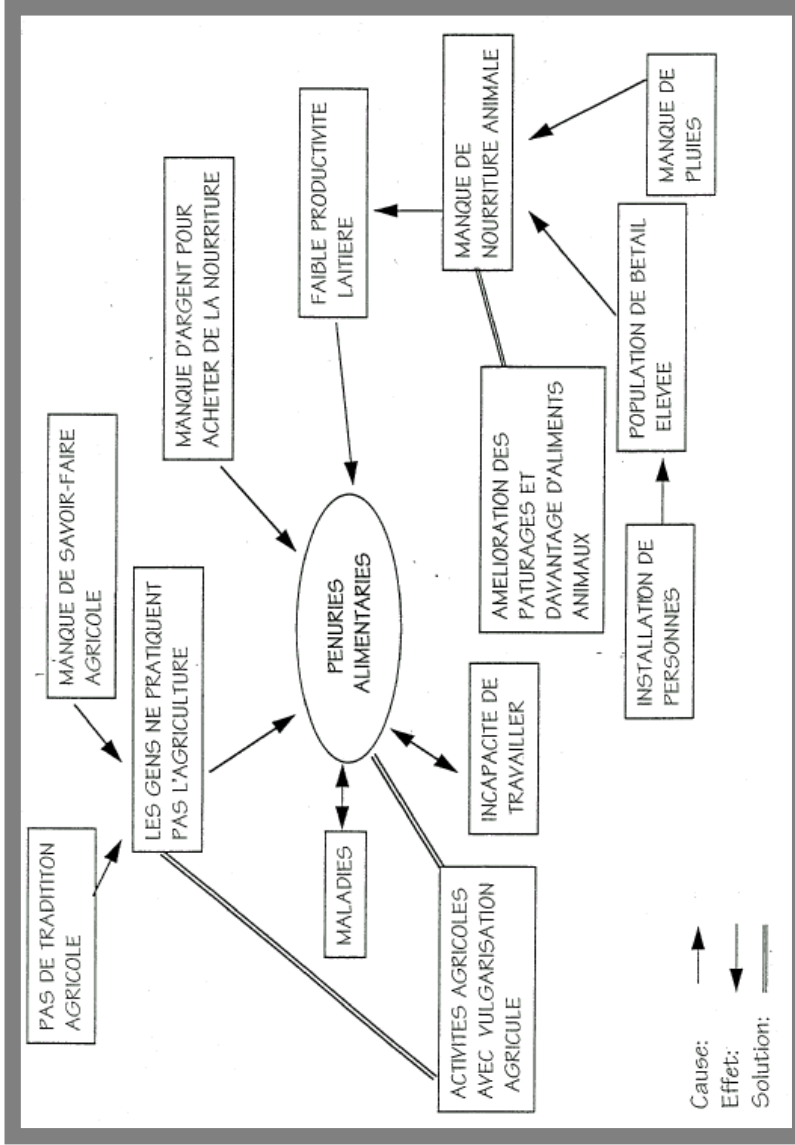 PAS DE TRADITITON
AGRICOLE
MANQUE DE SAVOIR-FAIRE
AGRICOLE
LES GENS NE PRATIQUENT
PAS L'AGRICULTURE
MANQUE D'ARGENT POUR
ACHETER DE LA NOURRITURE
MALADIES
PENURIES
ALIMENTARIES
FAIBLE PRODUCTIVITE
LAITIERE
ACTIVITES AGRICOLES
AVEC VULGARISATION
AGRICULE
INCAPACITE DE
TRAVAILLER
AMELIORATION DES
PATURAGES ET
DAVANTAGE D'ALIMENTS
ANIMAUX
MANQUE DE
NOURRITURE ANIMALE
INSTALLATION DE
PERSONNES
POPULATION DE BETAIL
ELEVEE
MANQUE DE
PLUIES
Cause:
Effet:
Solution: